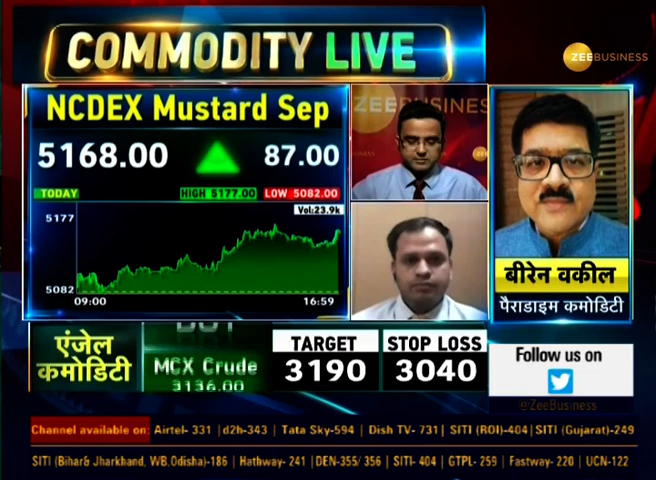 COMMODITY LIVE
ZEEBUSINESS
NCDEX Mustard Sep
5168.00 87.00
TODAY HIGH 5177.00 LOW 5082.00
Vol:23.9k
5177
5082
09:00 16:59
ZEEBUSINESS
बीरेन वकील
पैराडाइम कमोडिटी
एंजेल
कमोडिटी
BUY
MCX Crude
3136.00
TARGET
3190
STOP LOSS
3040
Follow us on
@ZeeBusiness
Channel available on: Airtel- 331 | d2h-343 | Tata Sky-594 | Dish TV- 731 | SITI (ROI)-404 | SITI (Gujarat)-249
SITI (Bihar& Jharkhand, WB,Odisha)-186 | Hathway- 241 | DEN-355/ 356 | SITI- 404 | GTPL- 259 | Fastway- 220 | UCN-122